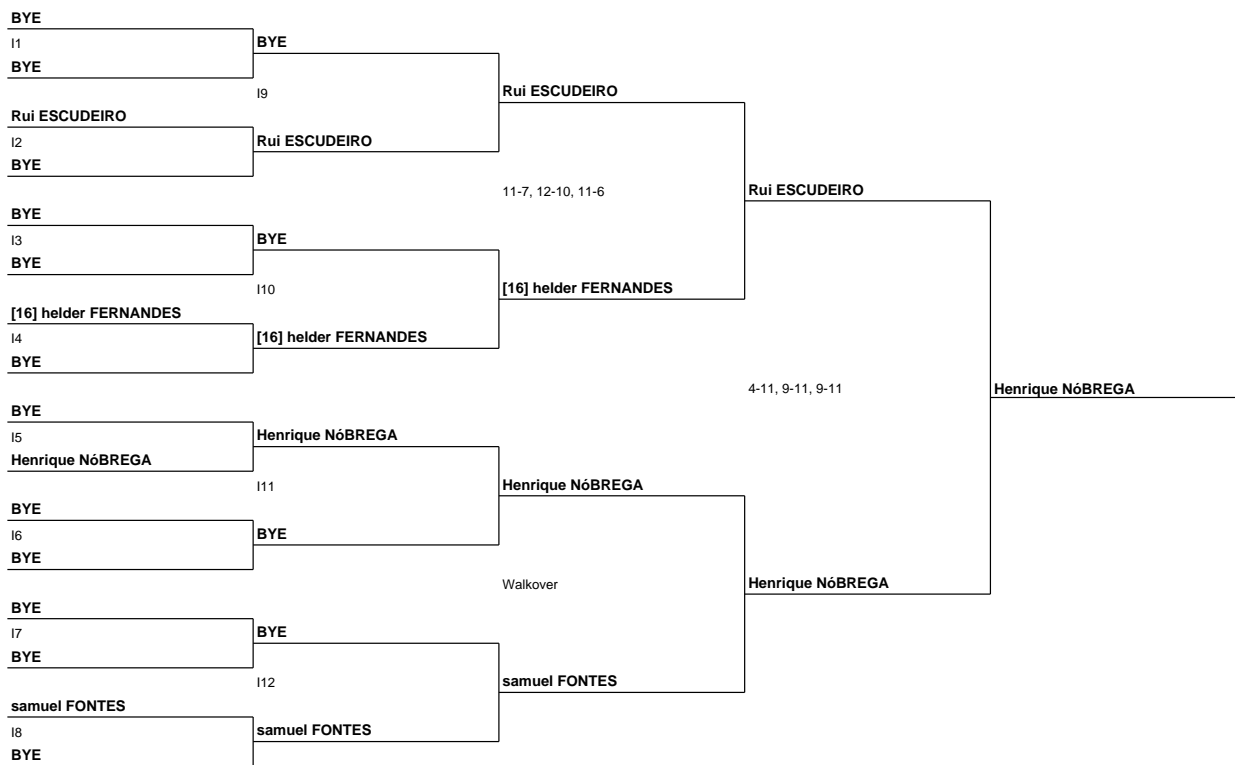 BYE
I1
BYE
BYE
I9
Rui ESCUDEIRO
Rui ESCUDEIRO
I2
Rui ESCUDEIRO
BYE
11-7, 12-10, 11-6
Rui ESCUDEIRO
BYE
I3
BYE
BYE
I10
[16] helder FERNANDES
[16] helder FERNANDES
I4
[16] helder FERNANDES
BYE
4-11, 9-11, 9-11
Henrique NóBREGA
BYE
I5
Henrique NóBREGA
Henrique NóBREGA
I11
Henrique NóBREGA
BYE
I6
BYE
BYE
Walkover
Henrique NóBREGA
BYE
I7
BYE
BYE
I12
samuel FONTES
samuel FONTES
I8
samuel FONTES
BYE